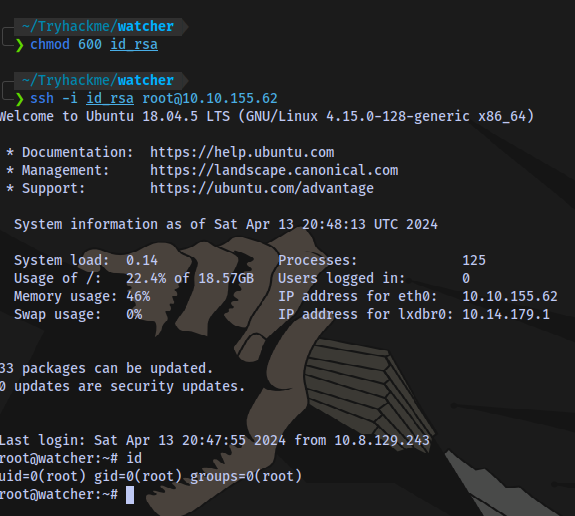 ~/Tryhackme/watcher
❯ chmod 600 id_rsa
~/Tryhackme/watcher
❯ ssh -i id_rsa root@10.10.155.62
Welcome to Ubuntu 18.04.5 LTS (GNU/Linux 4.15.0-128-generic x86_64)
* Documentation:  https://help.ubuntu.com
* Management:     https://landscape.canonical.com
* Support:        https://ubuntu.com/advantage
System information as of Sat Apr 13 20:48:13 UTC 2024
System load:  0.14               Processes:             125
Usage of /:   22.4% of 18.57GB   Users logged in:       0
Memory usage: 46%                IP address for eth0:   10.10.155.62
Swap usage:   0%                 IP address for lxdbr0: 10.14.179.1
33 packages can be updated.
0 updates are security updates.
Last login: Sat Apr 13 20:47:55 2024 from 10.8.129.243
root@watcher:~# id
uid=0(root) gid=0(root) groups=0(root)
root@watcher:~#